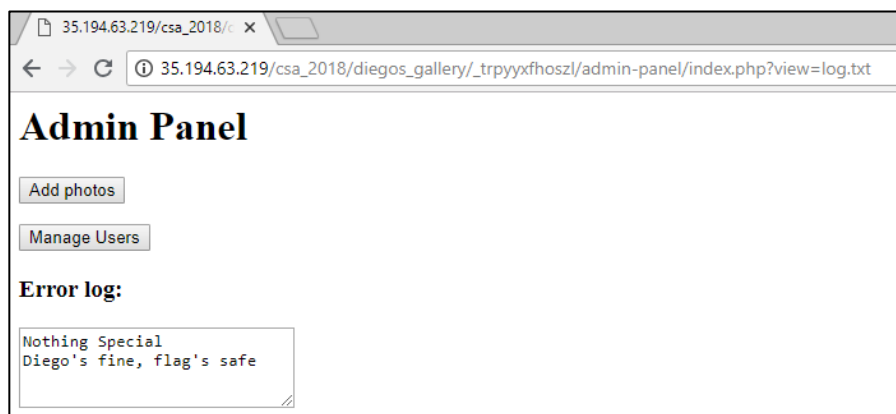 35.194.63.219/csa_2018/
35.194.63.219/csa_2018/diegos_gallery/_trpyyxfhoszl/admin-panel/index.php?view=log.txt
Admin Panel
Add photos
Manage Users
Error log:
Nothing Special
Diego's fine, flag's safe